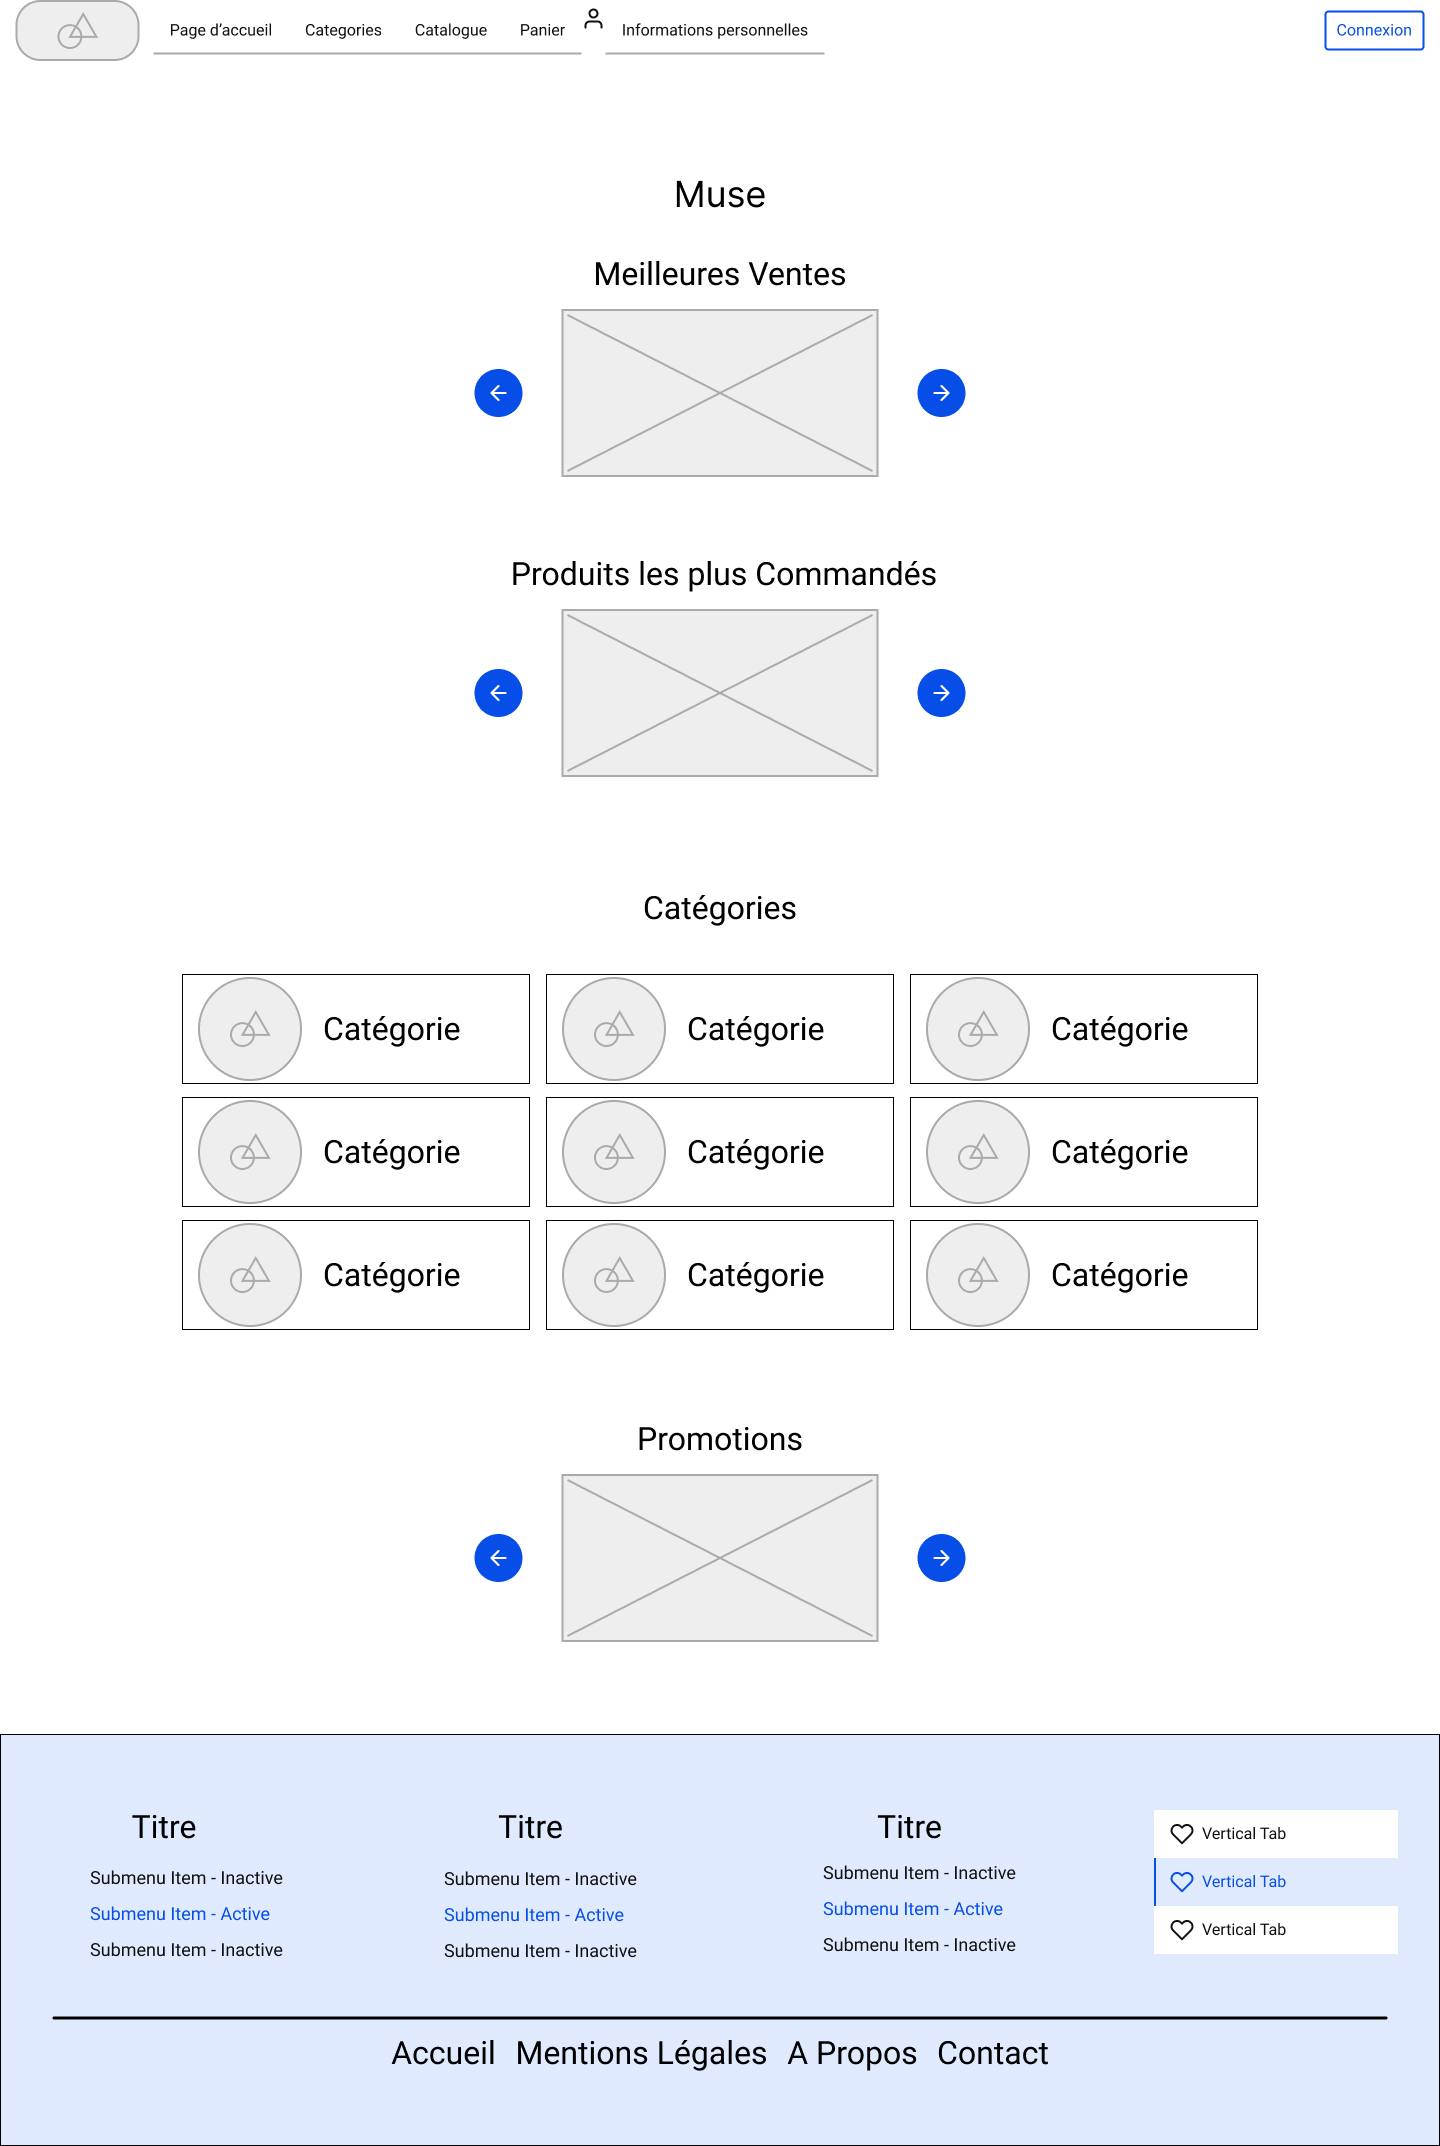 Page d’accueil Categories Catalogue Panier Informations personnelles Connexion
Muse
Meilleures Ventes
Produits les plus Commandés
Catégories
Catégorie Catégorie Catégorie
Catégorie Catégorie Catégorie
Catégorie Catégorie Catégorie
Promotions
Titre
Submenu Item - Inactive
Submenu Item - Active
Submenu Item - Inactive
Titre
Submenu Item - Inactive
Submenu Item - Active
Submenu Item - Inactive
Titre
Submenu Item - Inactive
Submenu Item - Active
Submenu Item - Inactive
Vertical Tab
Vertical Tab
Vertical Tab
Accueil Mentions Légales A Propos Contact